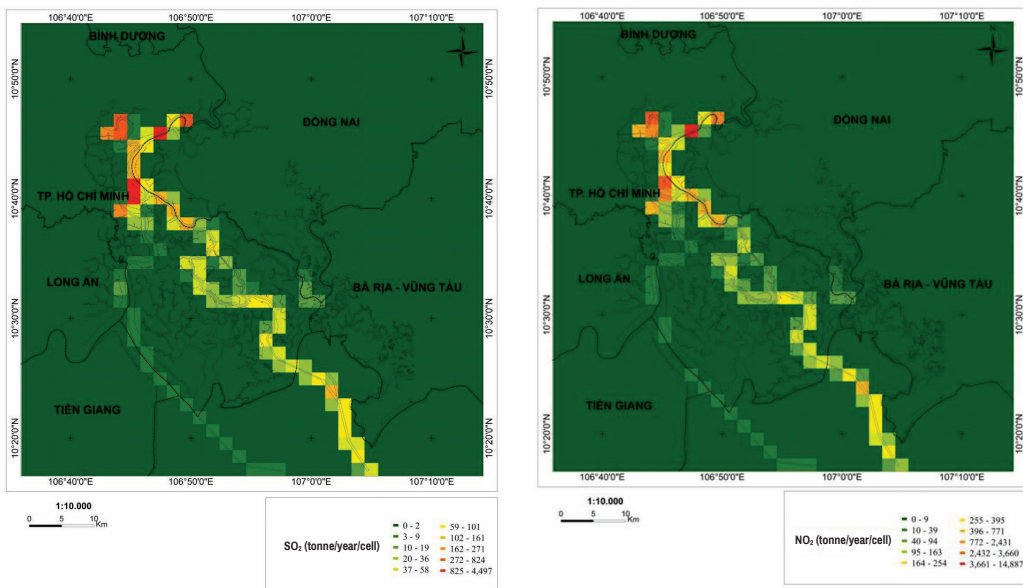 106°40'0"E 106°50'0"E 107°0'0"E 107°10'0"E
BÌNH DƯƠNG
10°50'0"N 10°50'0"N
ĐỒNG NAI
TP. HỒ CHÍ MINH
10°40'0"N 10°40'0"N
LONG AN
BÀ RỊA - VŨNG TÀU
10°30'0"N 10°30'0"N
TIỀN GIANG
10°20'0"N 10°20'0"N
106°40'0"E 106°50'0"E 107°0'0"E 107°10'0"E
1:10.000
0 5 10 Km
SO₂ (tonne/year/cell)
0 - 2
3 - 9
10 - 19
20 - 36
37 - 58
59 - 101
102 - 161
162 - 271
272 - 824
825 - 4,497
106°40'0"E 106°50'0"E 107°0'0"E 107°10'0"E
BÌNH DƯƠNG
10°50'0"N 10°50'0"N
ĐỒNG NAI
TP. HỒ CHÍ MINH
10°40'0"N 10°40'0"N
LONG AN
BÀ RỊA - VŨNG TÀU
10°30'0"N 10°30'0"N
TIỀN GIANG
10°20'0"N 10°20'0"N
106°40'0"E 106°50'0"E 107°0'0"E 107°10'0"E
1:10.000
0 5 10 Km
NO₂ (tonne/year/cell)
0 - 9
10 - 39
40 - 94
95 - 163
164 - 254
255 - 395
396 - 771
772 - 2,431
2,432 - 3,660
3,661 - 14,887